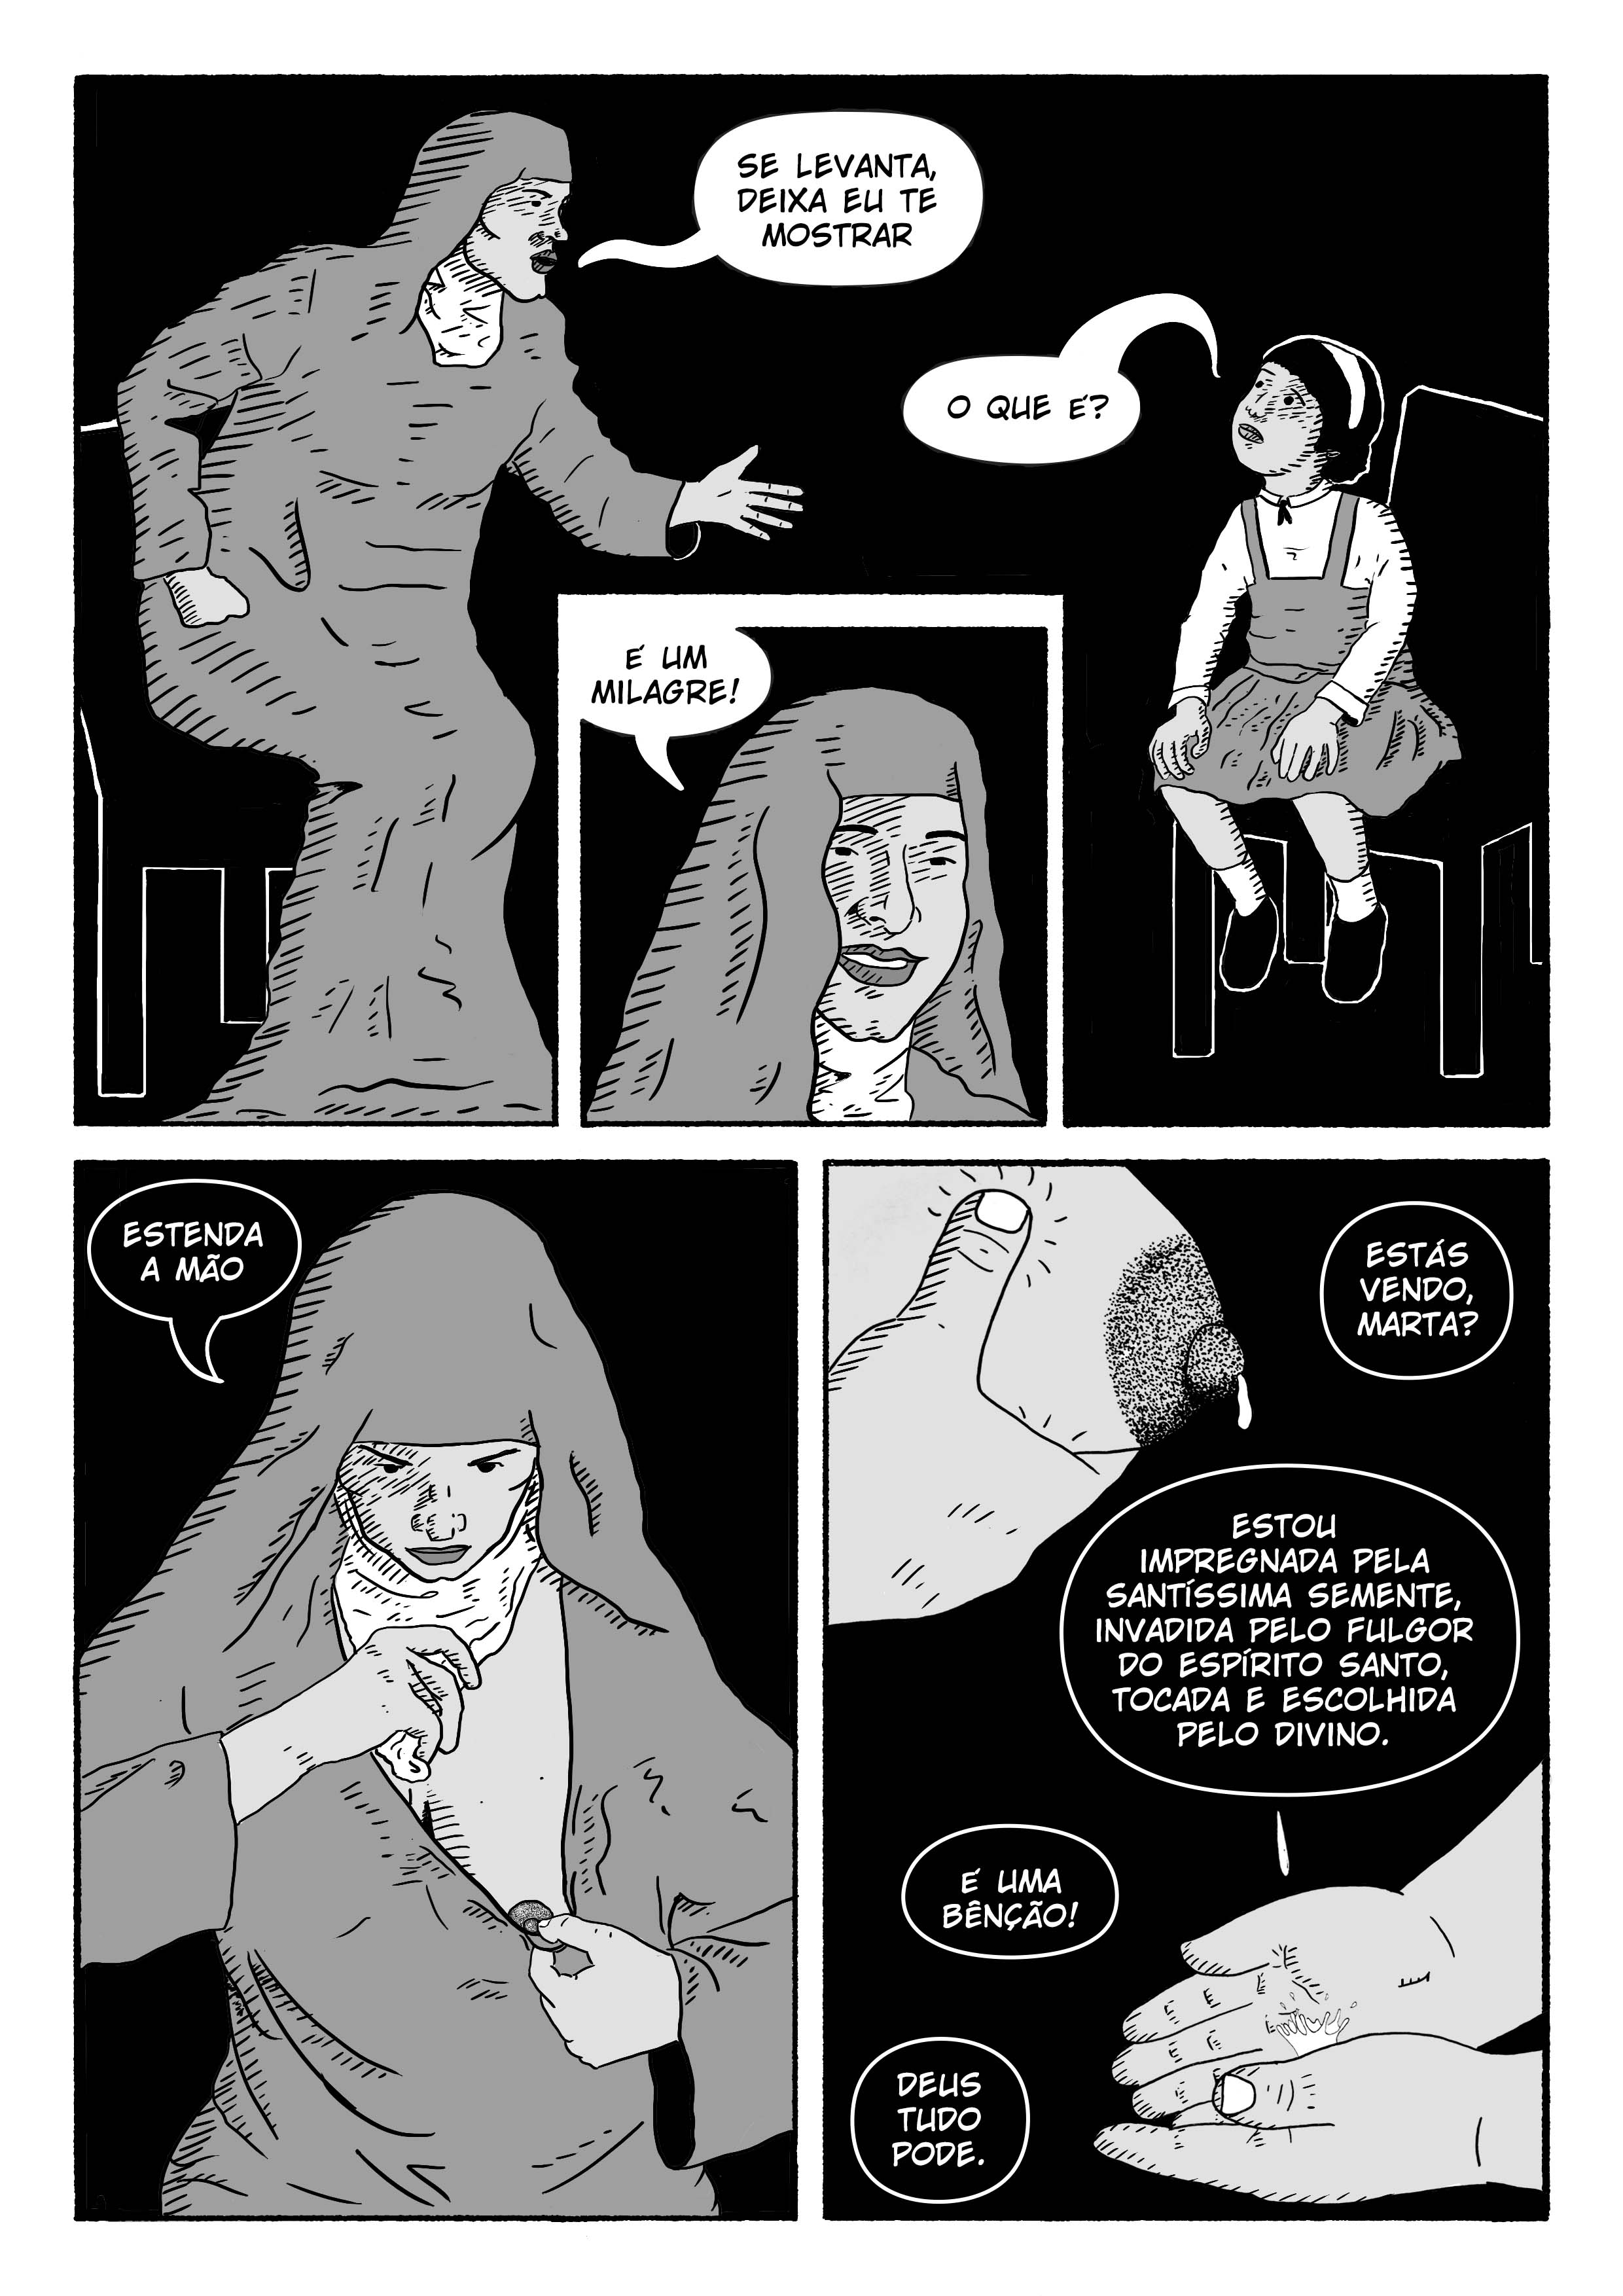 SE LEVANTA,
DEIXA EU TE
MOSTRAR
O QUE É?
É UM
MILAGRE!
ESTENDA
A MÃO
ESTÁS
VENDO,
MARTA?
ESTOU
IMPREGNADA PELA
SANTÍSSIMA SEMENTE,
INVADIDA PELO FULGOR
DO ESPÍRITO SANTO,
TOCADA E ESCOLHIDA
PELO DIVINO.
É UMA
BÊNÇÃO!
DEUS
TUDO
PODE.